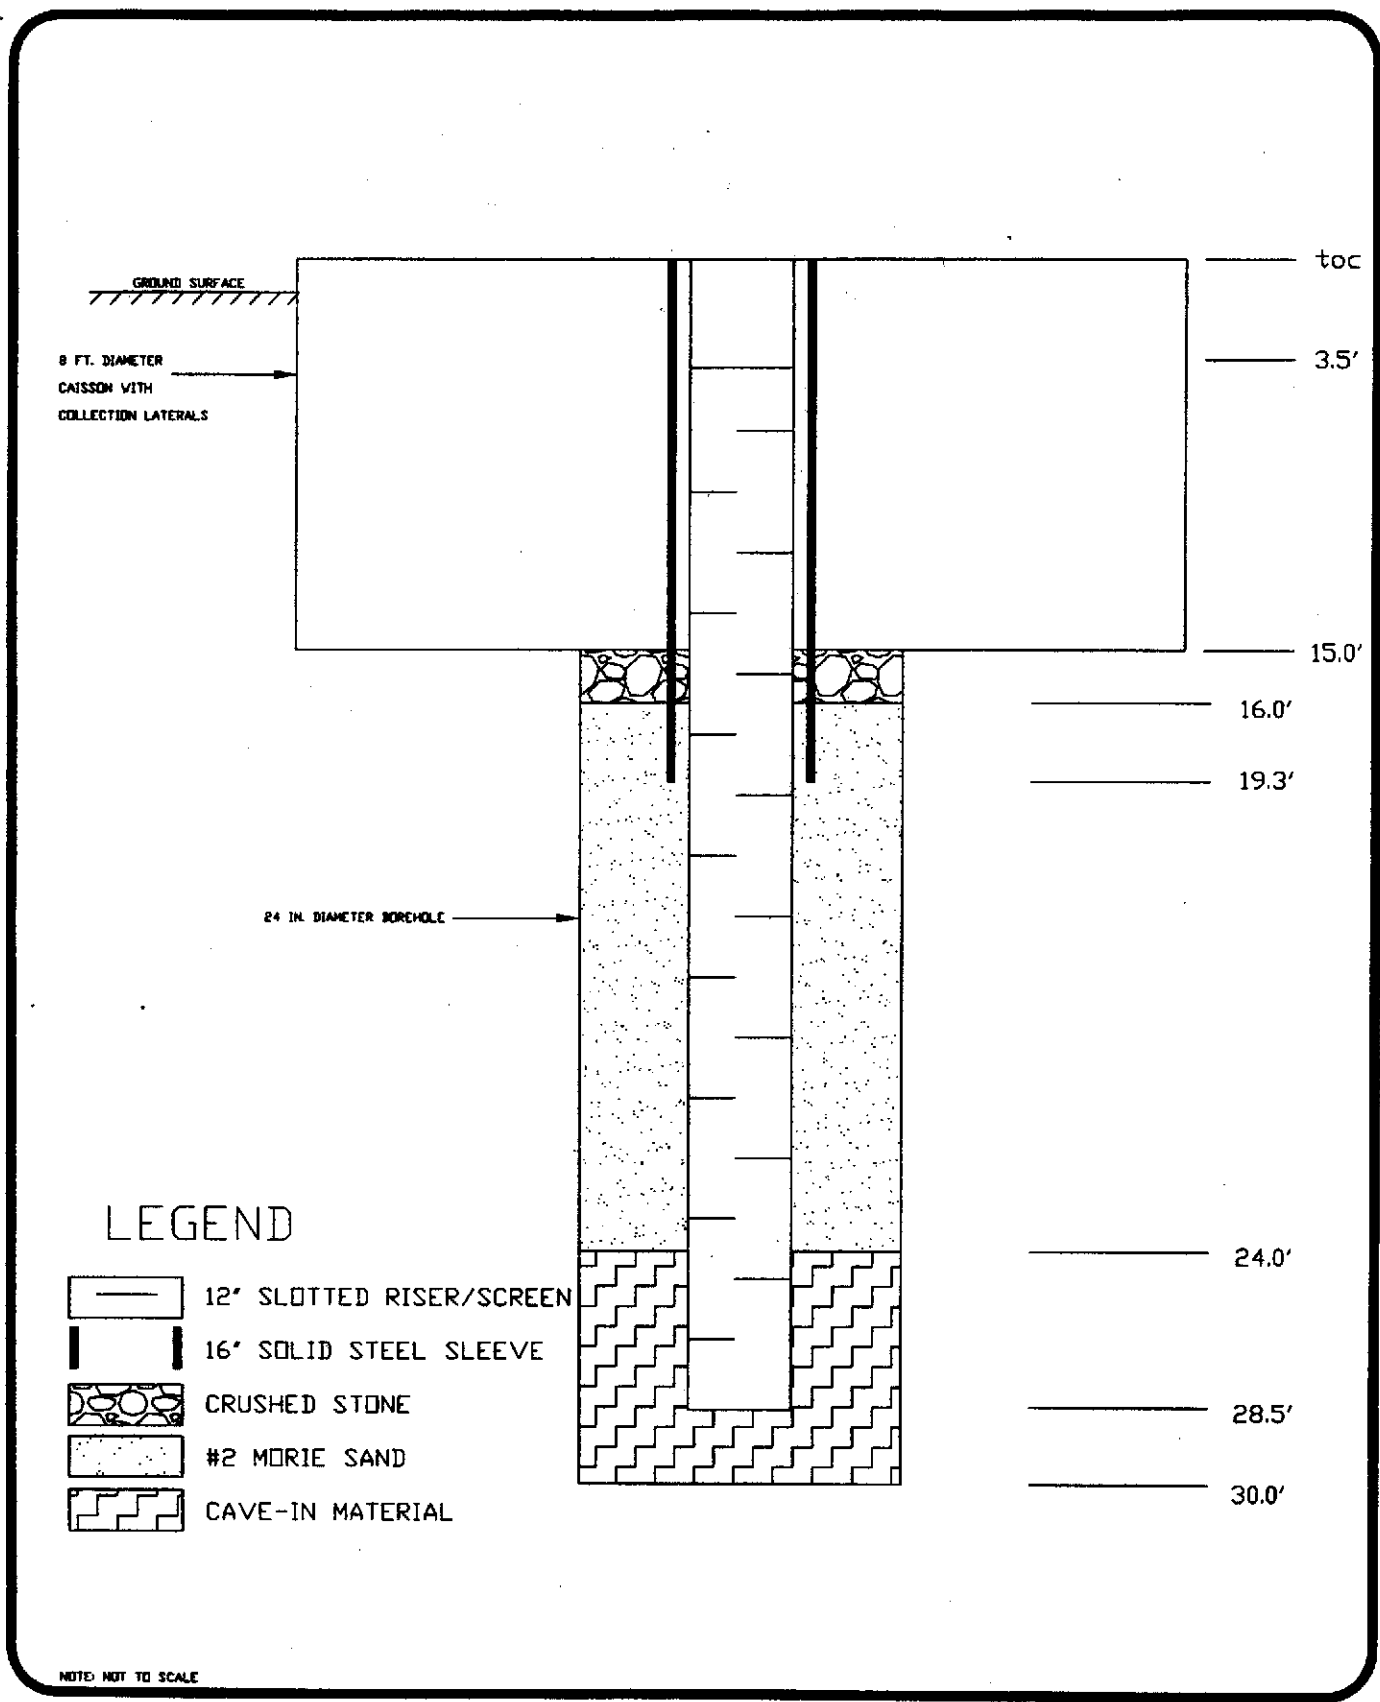 toc
GROUND SURFACE
3.5'
8 FT. DIAMETER
CAISSON WITH
COLLECTION LATERALS
15.0'
16.0'
19.3'
24 IN. DIAMETER BOREHOLE
LEGEND
24.0'
12" SLOTTED RISER/SCREEN
16" SOLID STEEL SLEEVE
CRUSHED STONE
28.5'
#2 MORIE SAND
30.0'
CAVE-IN MATERIAL
NOTE: NOT TO SCALE